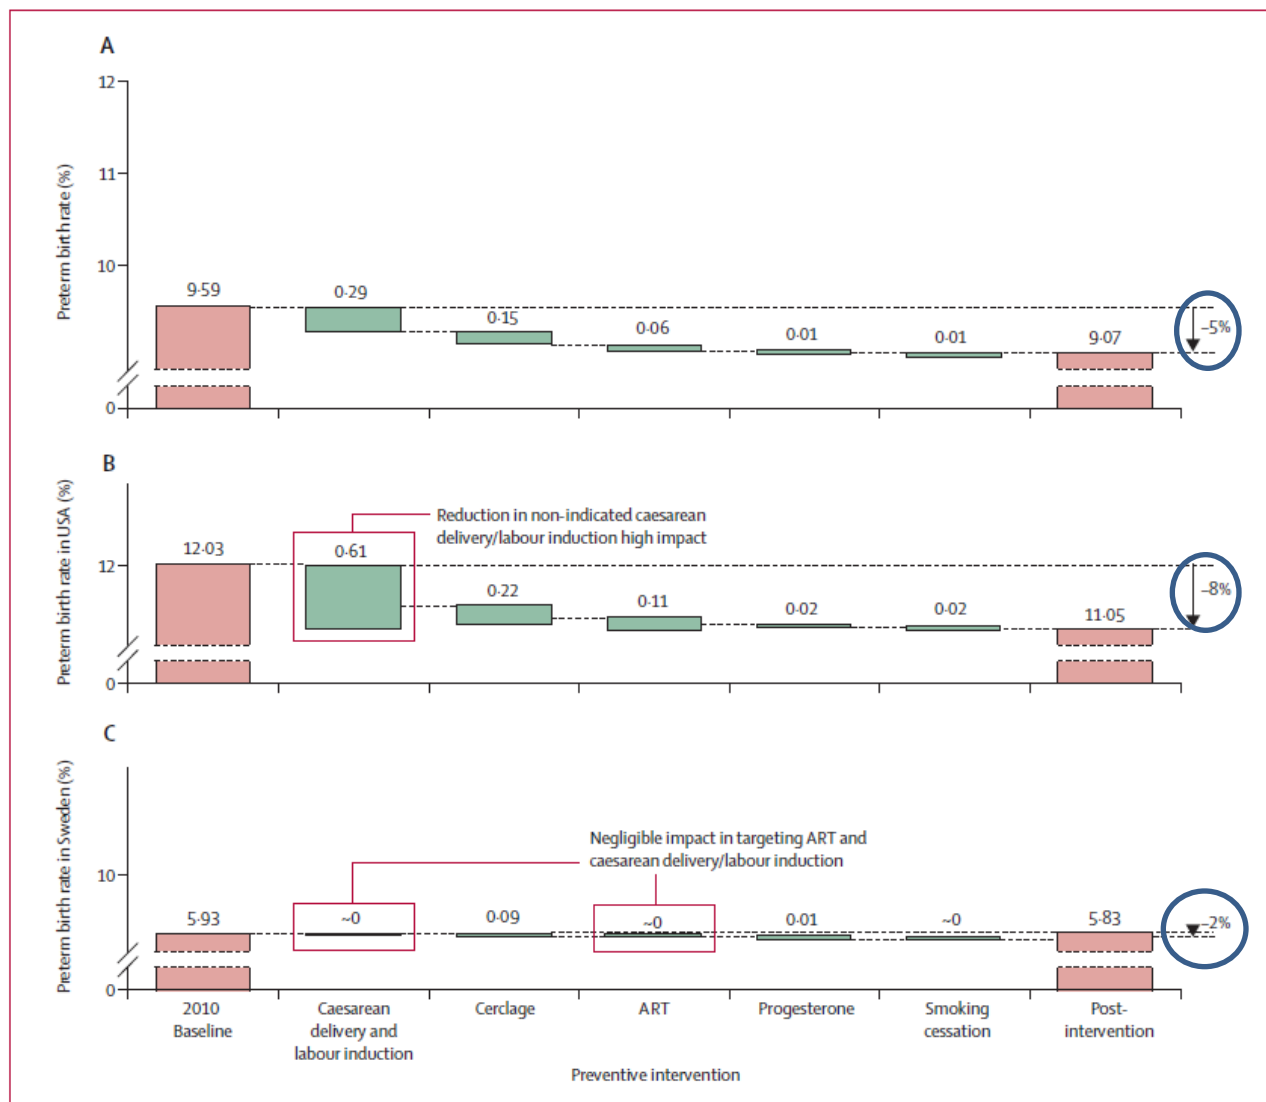 A
Preterm birth rate (%)
12
11
10
0
9·59
0·29
0·15
0·06
0·01
0·01
9·07
–5%
B
Preterm birth rate in USA (%)
12
0
12·03
0·61
Reduction in non-indicated caesarean
delivery/labour induction high impact
0·22
0·11
0·02
0·02
11·05
–8%
C
Preterm birth rate in Sweden (%)
10
0
5·93
~0
Negligible impact in targeting ART and
caesarean delivery/labour induction
0·09
~0
0·01
~0
5·83
–2%
2010
Baseline
Caesarean
delivery and
labour induction
Cerclage
ART
Progesterone
Smoking
cessation
Post-
intervention
Preventive intervention